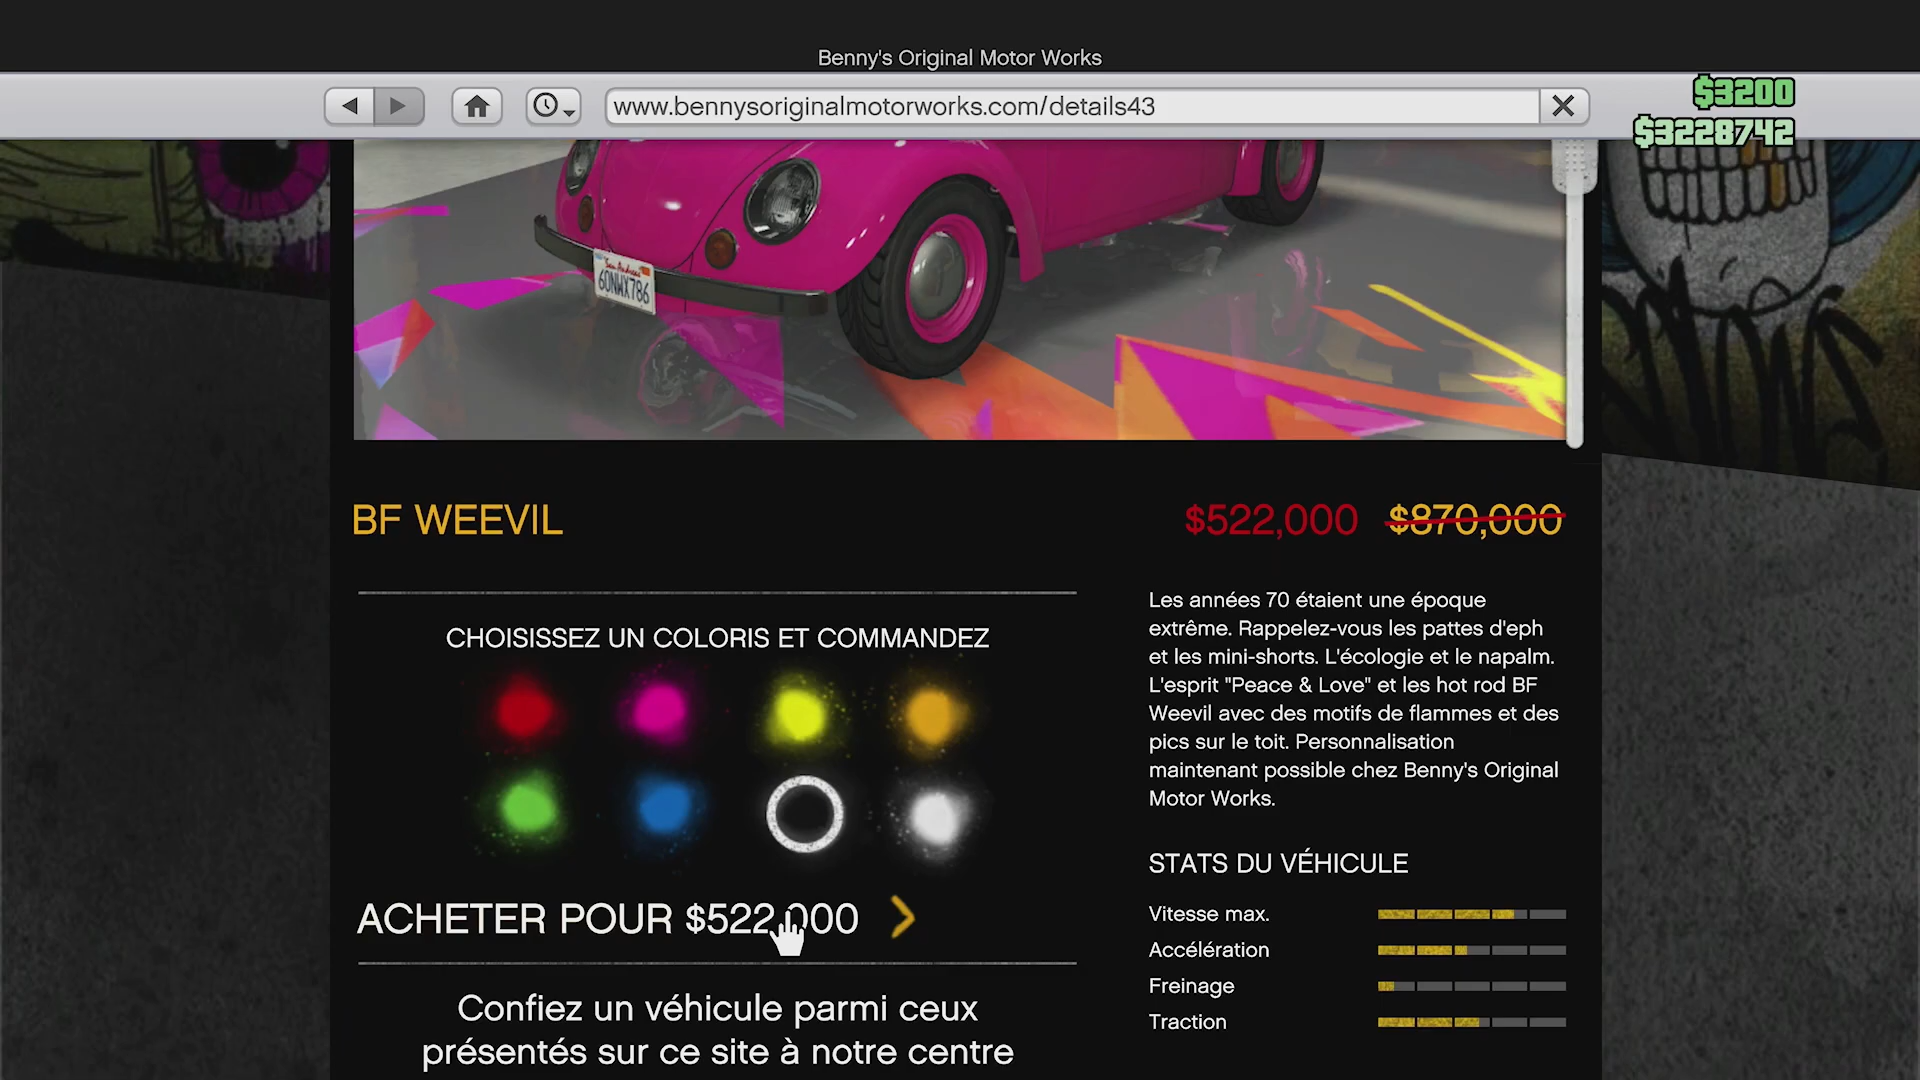 Benny's Original Motor Works
www.bennysoriginalmotorworks.com/details43
$3200
$3228742
San Andreas
60NWX786
BF WEEVIL
$522,000 $870,000
CHOISISSEZ UN COLORIS ET COMMANDEZ
ACHETER POUR $522,000
Confiez un véhicule parmi ceux
présentés sur ce site à notre centre
Les années 70 étaient une époque
extrême. Rappelez-vous les pattes d'eph
et les mini-shorts. L'écologie et le napalm.
L'esprit "Peace & Love" et les hot rod BF
Weevil avec des motifs de flammes et des
pics sur le toit. Personnalisation
maintenant possible chez Benny's Original
Motor Works.
STATS DU VÉHICULE
Vitesse max.
Accélération
Freinage
Traction